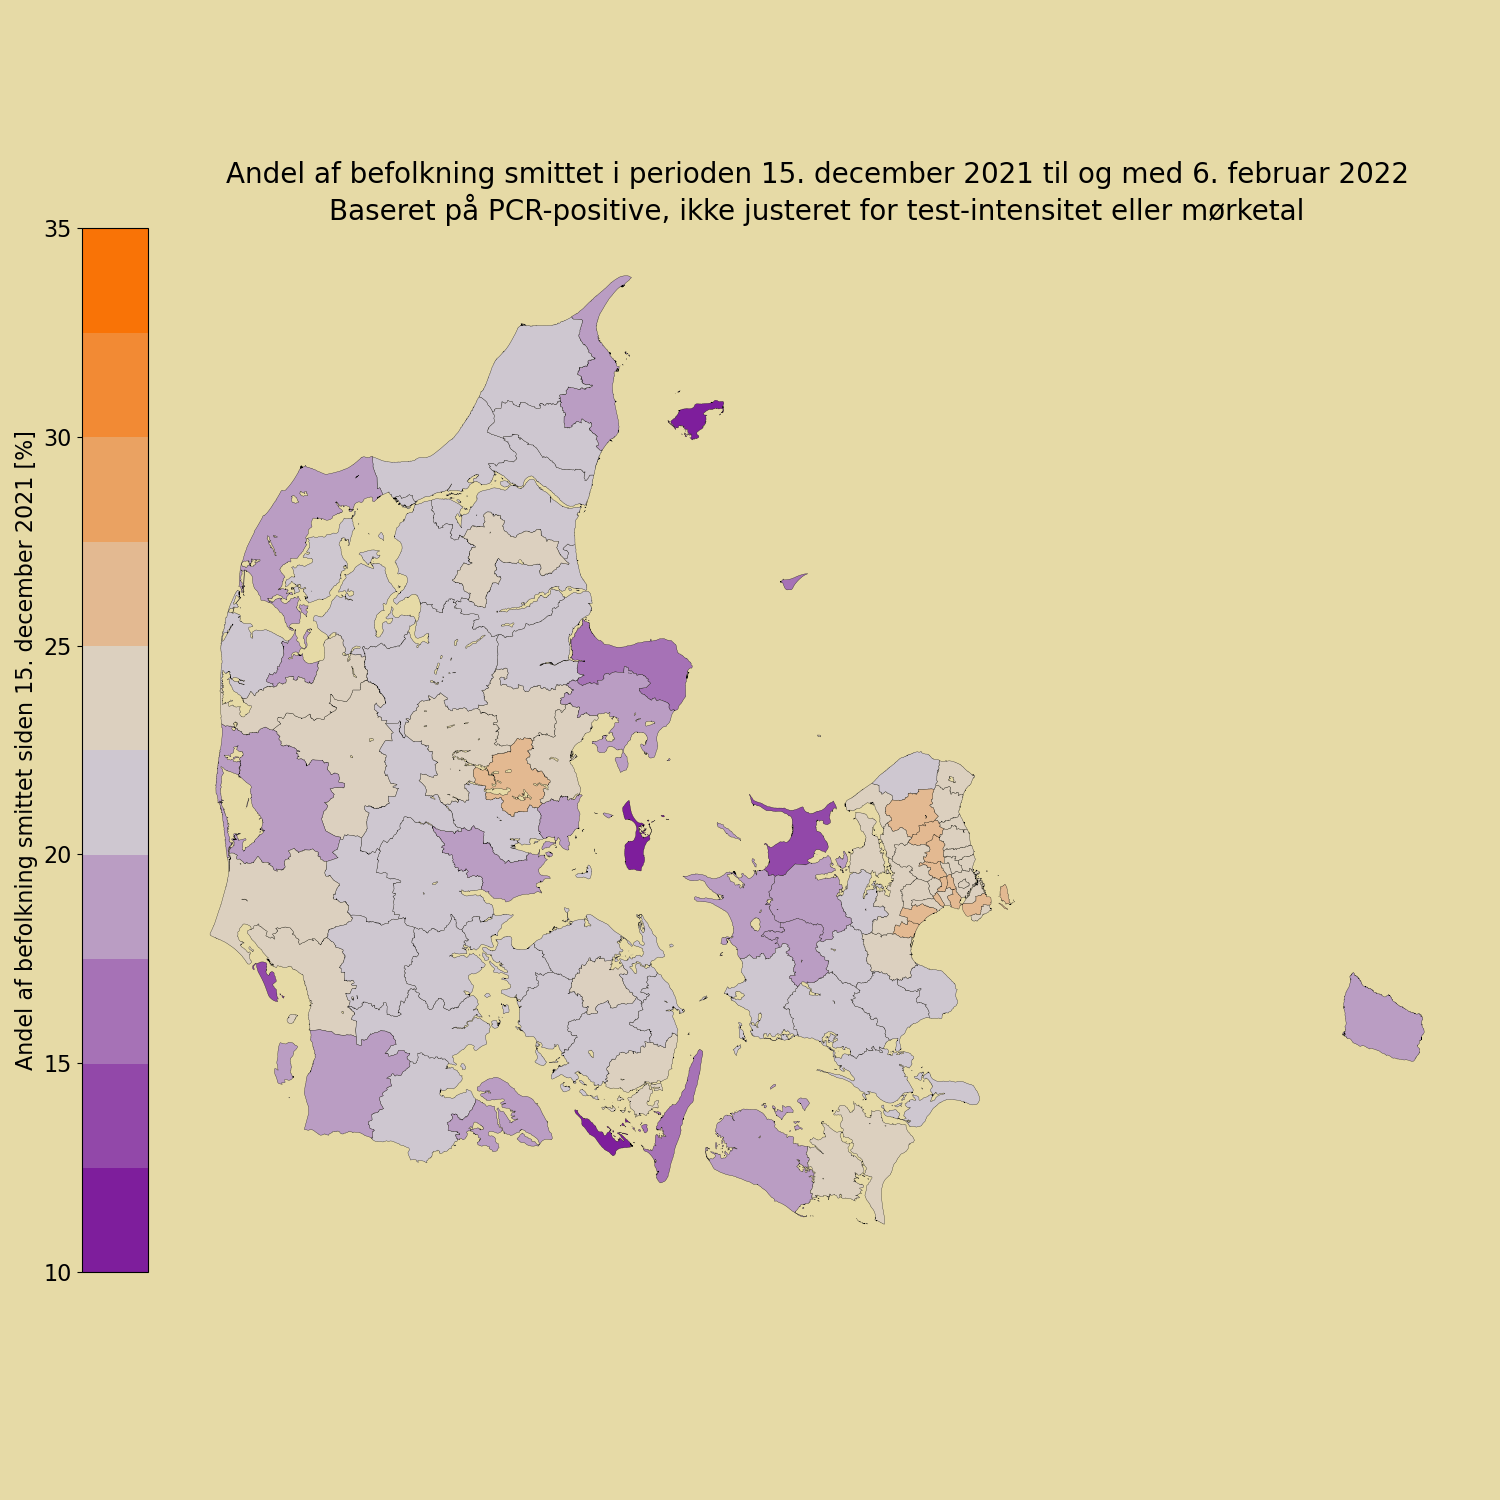 Andel af befolkning smittet i perioden 15. december 2021 til og med 6. februar 2022
Baseret på PCR-positive, ikke justeret for test-intensitet eller mørketal
Andel af befolkning smittet siden 15. december 2021 [%]
35
30
25
20
15
10